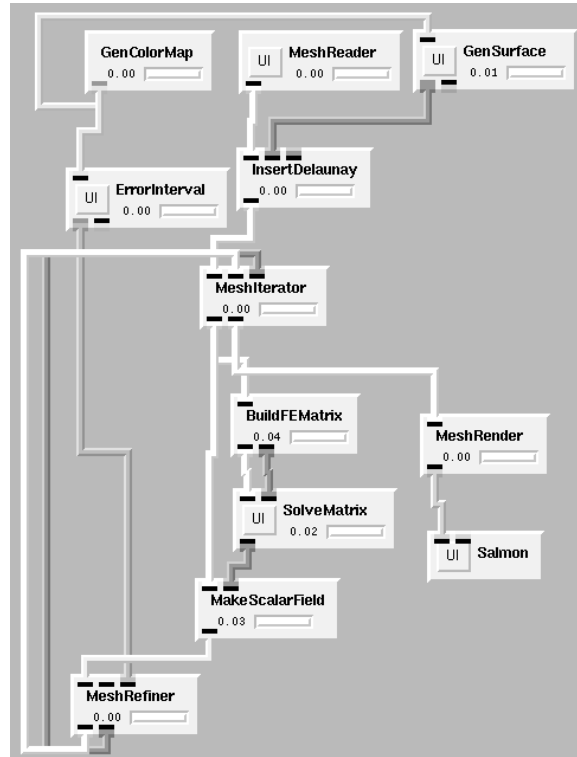 GenColorMap
0.00
UI
MeshReader
0.00
UI
GenSurface
0.01
InsertDelaunay
0.00
UI
ErrorInterval
0.00
MeshIterator
0.00
BuildFEMatrix
0.04
MeshRender
0.00
UI
SolveMatrix
0.02
UI
Salmon
MakeScalarField
0.03
MeshRefiner
0.00